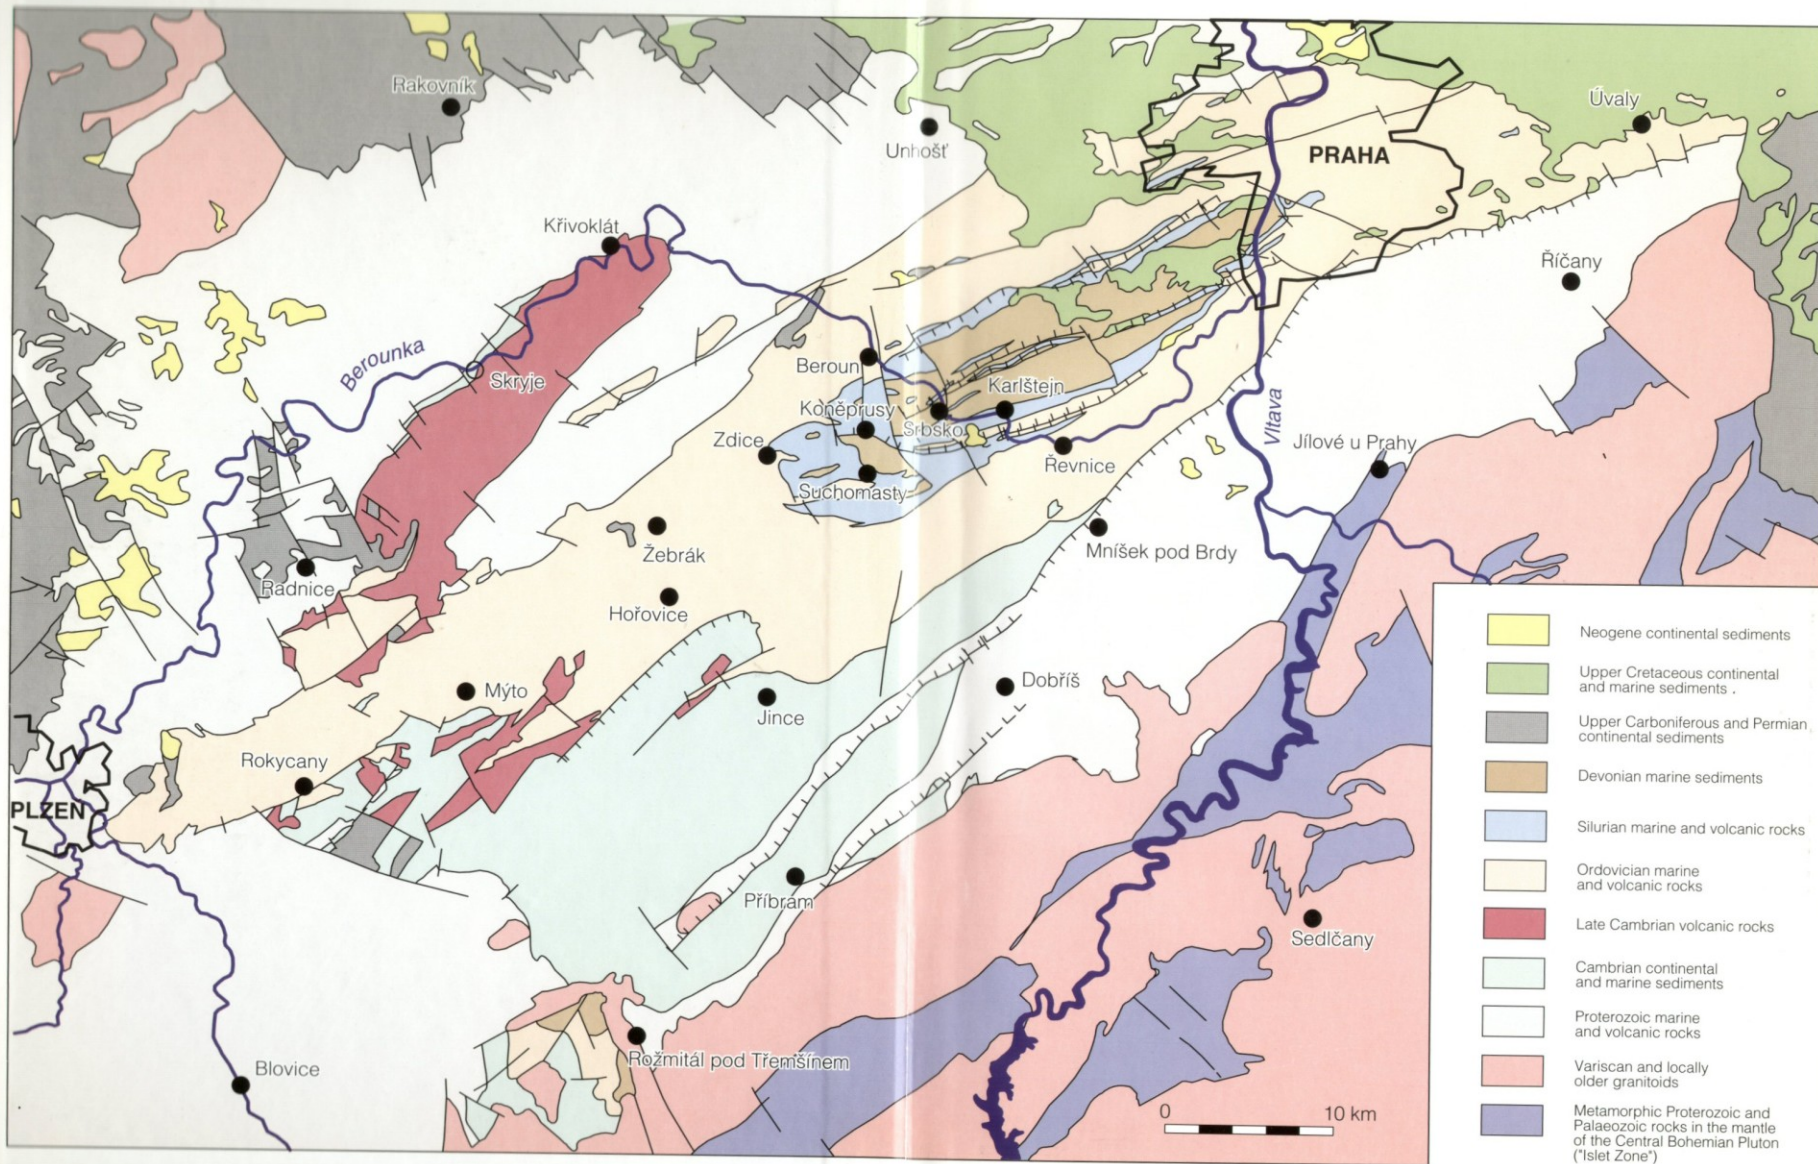 Rakovník
Unhošť
Úvaly
PRAHA
Křivoklát
Říčany
Berounka
Skryje
Beroun
Karlštejn
Koněprusy
Srbsko
Zdice
Řevnice
Vltava
Jílové u Prahy
Suchomasty
Žebrák
Mníšek pod Brdy
Radnice
Hořovice
Mýto
Jince
Dobříš
Rokycany
PLZEŇ
Příbram
Sedlčany
Rožmitál pod Třemšínem
Blovice
0 10 km
Neogene continental sediments
Upper Cretaceous continental
and marine sediments .
Upper Carboniferous and Permian
continental sediments
Devonian marine sediments
Silurian marine and volcanic rocks
Ordovician marine
and volcanic rocks
Late Cambrian volcanic rocks
Cambrian continental
and marine sediments
Proterozoic marine
and volcanic rocks
Variscan and locally
older granitoids
Metamorphic Proterozoic and
Palaeozoic rocks in the mantle
of the Central Bohemian Pluton
("Islet Zone")